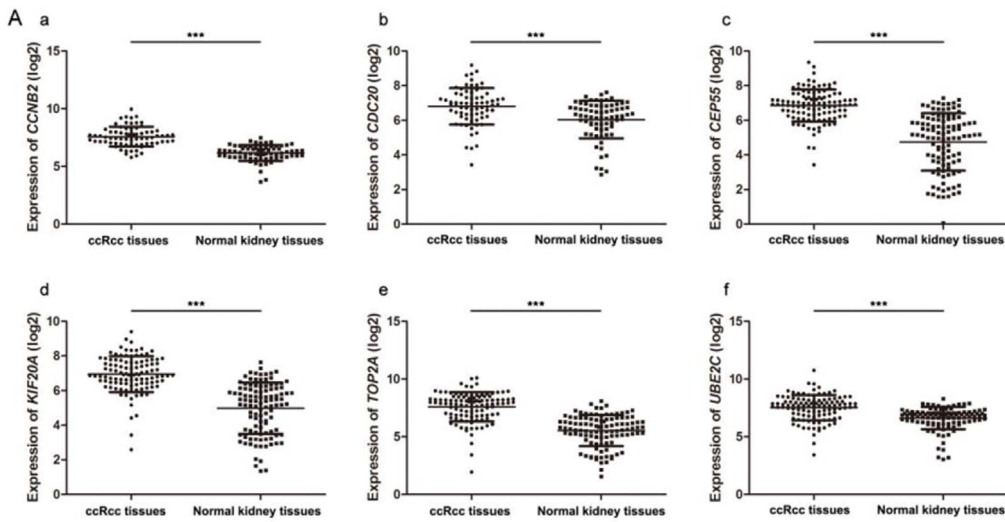 A
a
Expression of CCNB2 (log2)
15
10
5
0
***
ccRcc tissues
Normal kidney tissues
b
Expression of CDC20 (log2)
10
8
6
4
2
0
***
ccRcc tissues
Normal kidney tissues
c
Expression of CEP55 (log2)
10
8
6
4
2
0
***
ccRcc tissues
Normal kidney tissues
d
Expression of KIF20A (log2)
10
8
6
4
2
0
***
ccRcc tissues
Normal kidney tissues
e
Expression of TOP2A (log2)
15
10
5
0
***
ccRcc tissues
Normal kidney tissues
f
Expression of UBE2C (log2)
15
10
5
0
***
ccRcc tissues
Normal kidney tissues